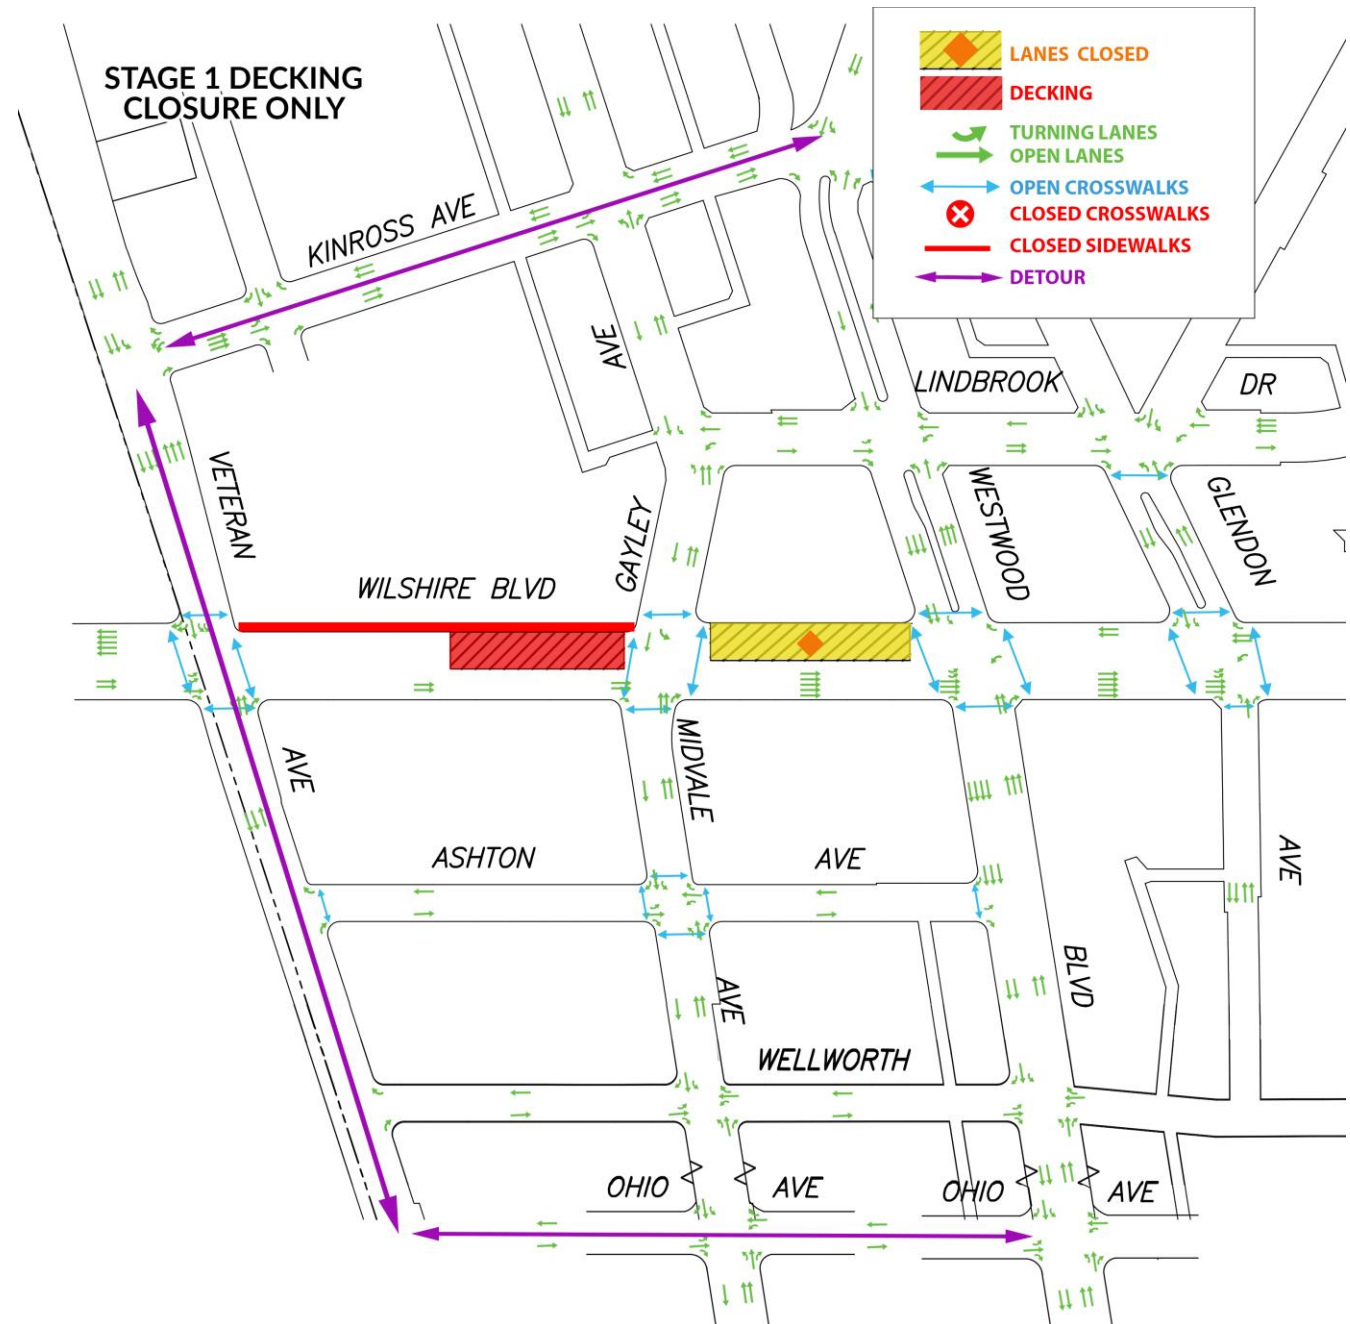 STAGE 1 DECKING
CLOSURE ONLY
LANES CLOSED
DECKING
TURNING LANES
OPEN LANES
OPEN CROSSWALKS
CLOSED CROSSWALKS
CLOSED SIDEWALKS
DETOUR
KINROSS AVE
AVE
LINDBROOK
DR
VETERAN
GAYLEY
WESTWOOD
GLENDON
WILSHIRE BLVD
AVE
MIDVALE
ASHTON
AVE
AVE
AVE
BLVD
WELLWORTH
OHIO
AVE
OHIO
AVE